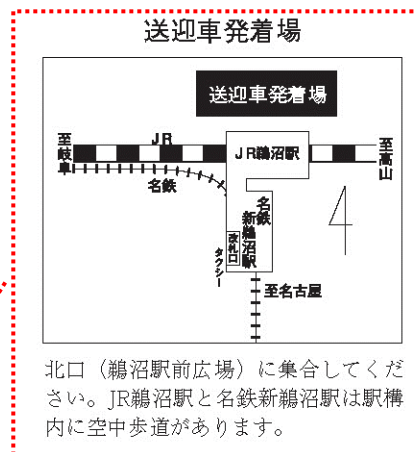 送迎車発着場
送迎車発着場
至岐阜
JR
JR鵜沼駅
至高山
名鉄
名鉄
新鵜沼駅
改札口
タクシー
至名古屋
北口（鵜沼駅前広場）に集合してくだ
さい。JR鵜沼駅と名鉄新鵜沼駅は駅構
内に空中歩道があります。